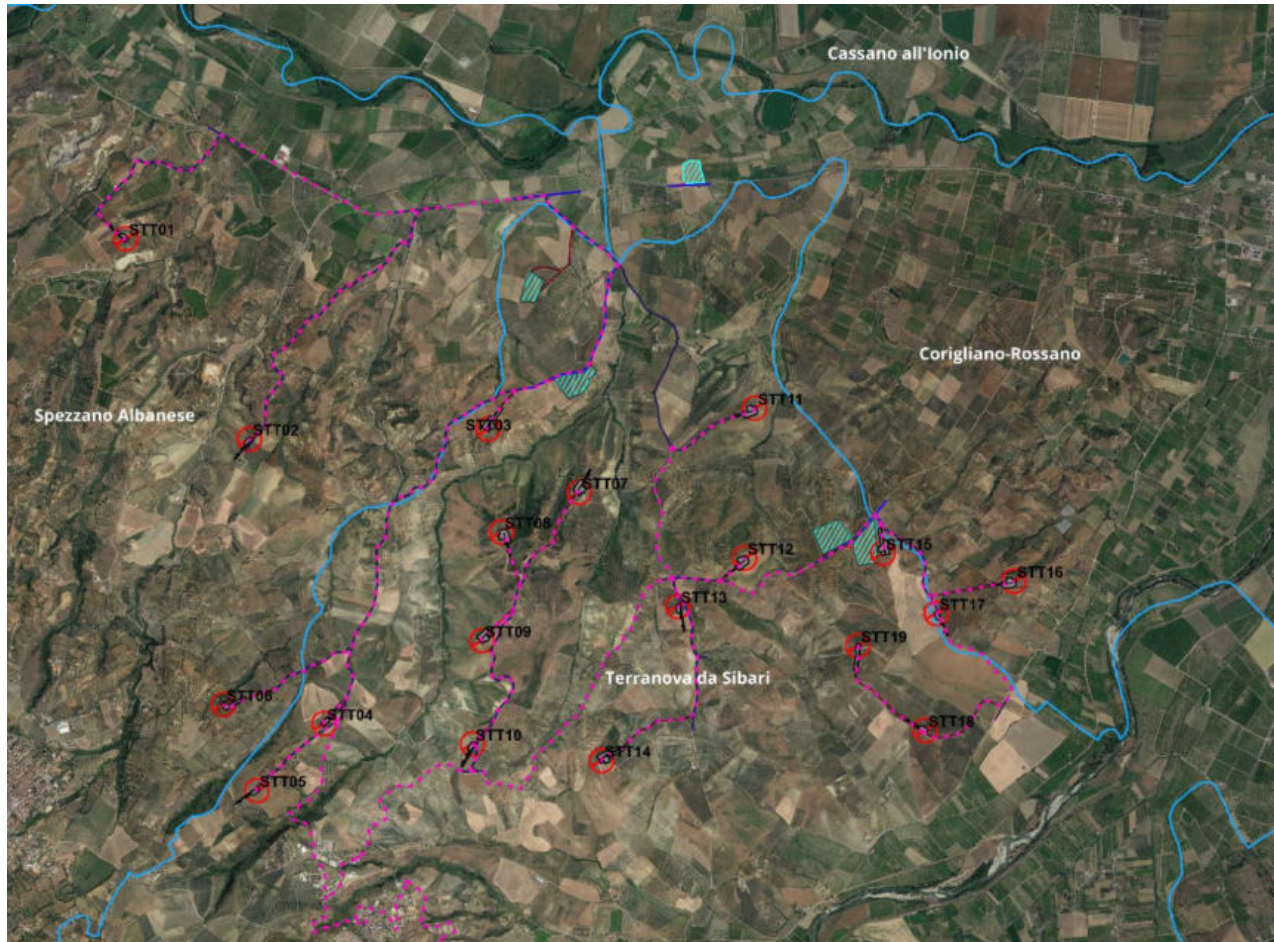 Cassano all'Ionio
STT01
Corigliano-Rossano
STT11
Spezzano Albanese
STT02
STT03
STT07
STT08
STT12
STT15
STT16
STT13
STT17
STT09
STT19
Terranova da Sibari
STT06
STT04
STT18
STT10
STT14
STT05